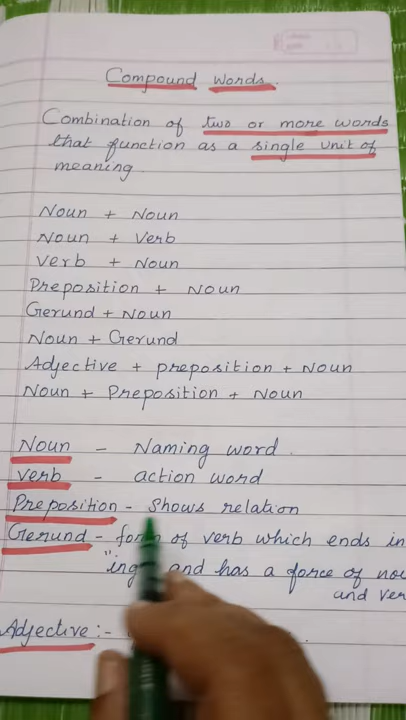 Compound Words.
Combination of two or more words
that function as a single unit of
meaning.
Noun + Noun
Noun + Verb
Verb + Noun
Preposition + Noun
Gerund + Noun
Noun + Gerund
Adjective + preposition + Noun
Noun + Preposition + Noun
Noun - Naming word.
Verb - action word
Preposition - Shows relation
Gerund - form of verb which ends in
"ing" and has a force of
and
Adjective :-